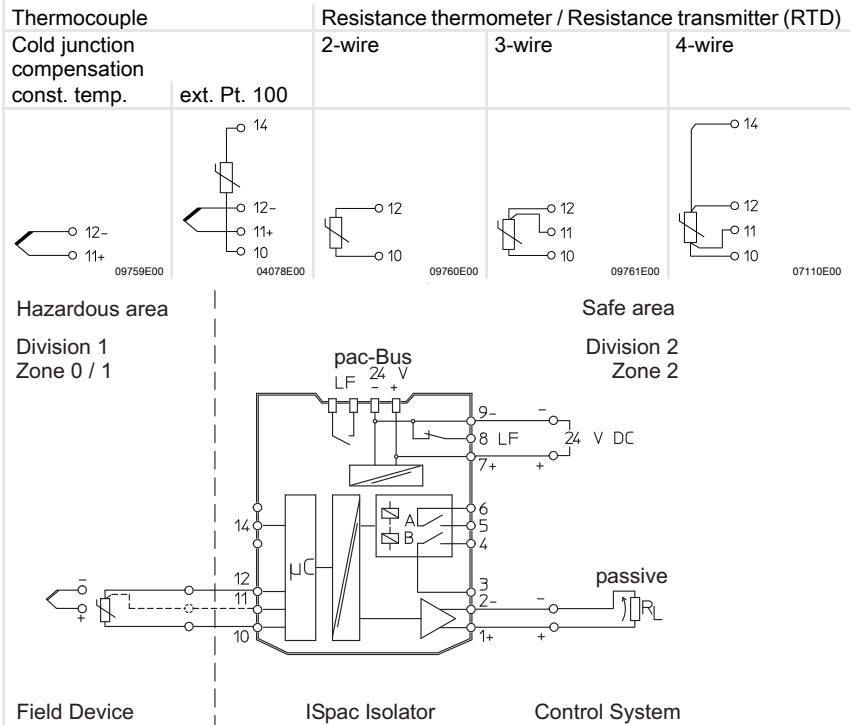 Thermocouple
Resistance thermometer / Resistance transmitter (RTD)
Cold junction
compensation
const. temp.
ext. Pt. 100
2-wire
3-wire
4-wire
12-
11+
09759E00
14
12-
11+
10
04078E00
12
10
09760E00
12
11
10
09761E00
14
12
11
10
07110E00
Hazardous area
Safe area
Division 1
Zone 0 / 1
Division 2
Zone 2
pac-Bus
LF 24 V
- +
9-
8 LF
7+
-
+
24 V DC
14
12
11
10
µC
A
B
6
5
4
3
2-
1+
-
+
passive
RL
-
+
Field Device
ISpac Isolator
Control System